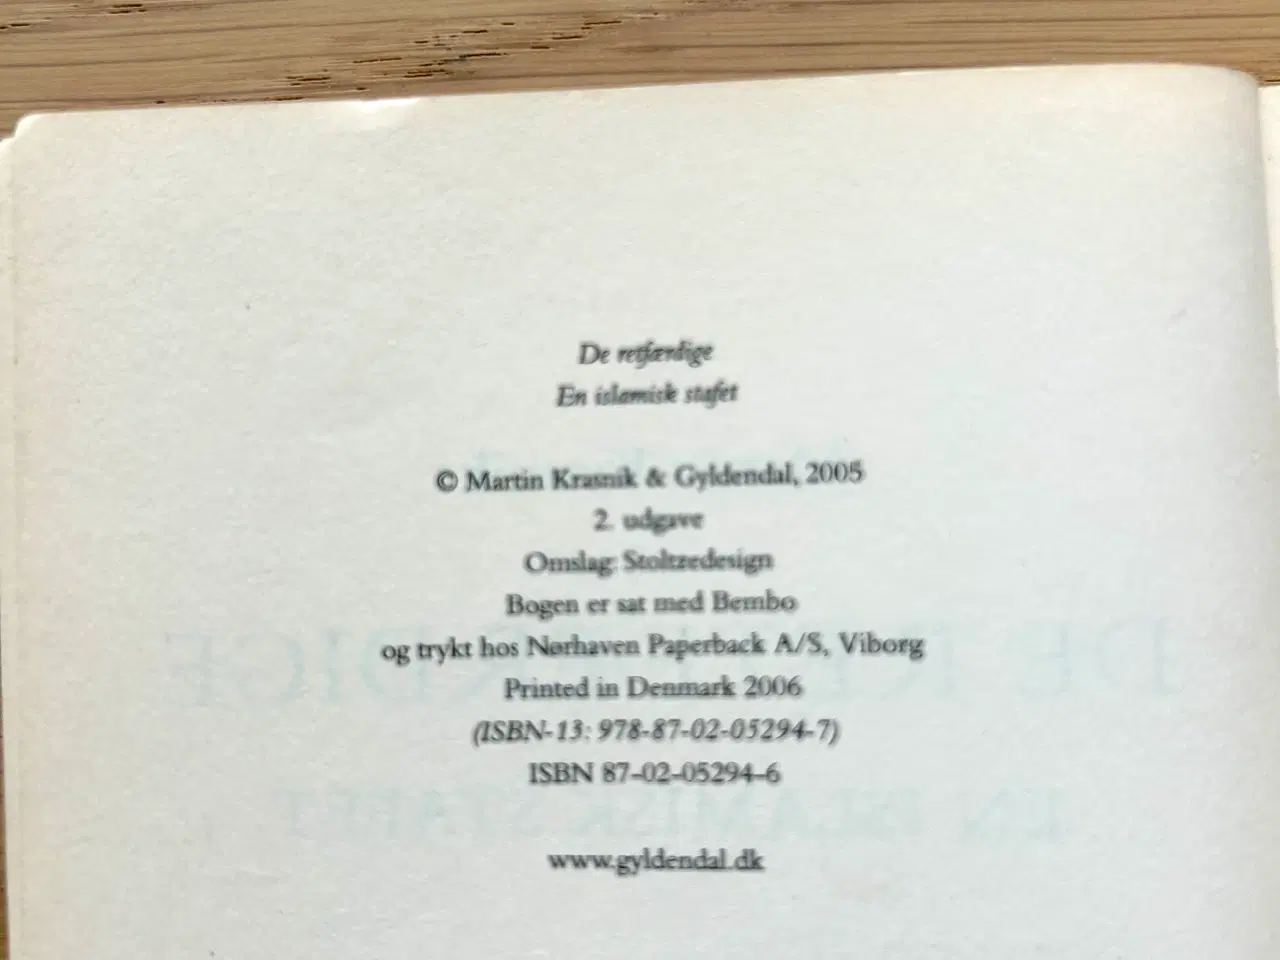 De retfærdige
En islamisk stafet
© Martin Krasnik & Gyldendal, 2005
2. udgave
Omslag: Stoltzedesign
Bogen er sat med Bembo
og trykt hos Nørhaven Paperback A/S, Viborg
Printed in Denmark 2006
(ISBN-13: 978-87-02-05294-7)
ISBN 87-02-05294-6
www.gyldendal.dk